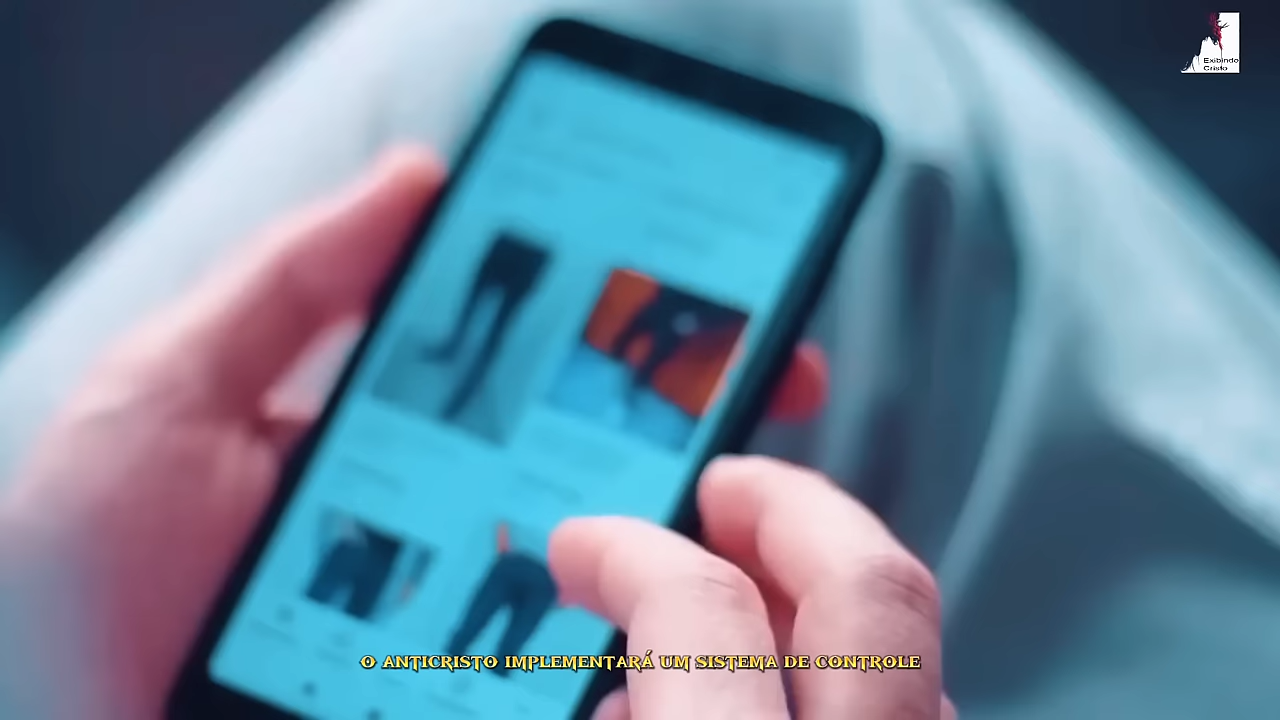 Exibindo
Cristo
O ANTICRISTO IMPLEMENTARÁ UM SISTEMA DE CONTROLE